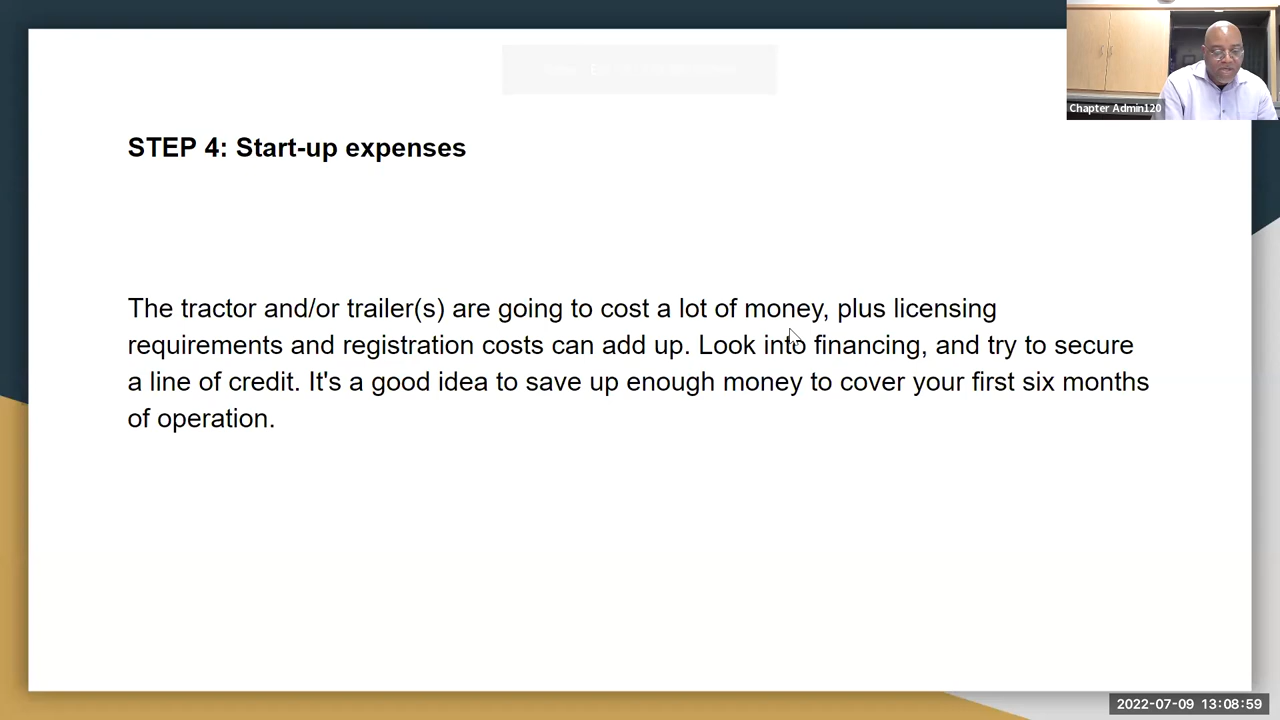 Chapter Admin120
STEP 4: Start-up expenses
The tractor and/or trailer(s) are going to cost a lot of money, plus licensing
requirements and registration costs can add up. Look into financing, and try to secure
a line of credit. It's a good idea to save up enough money to cover your first six months
of operation.
2022-07-09 13:08:59